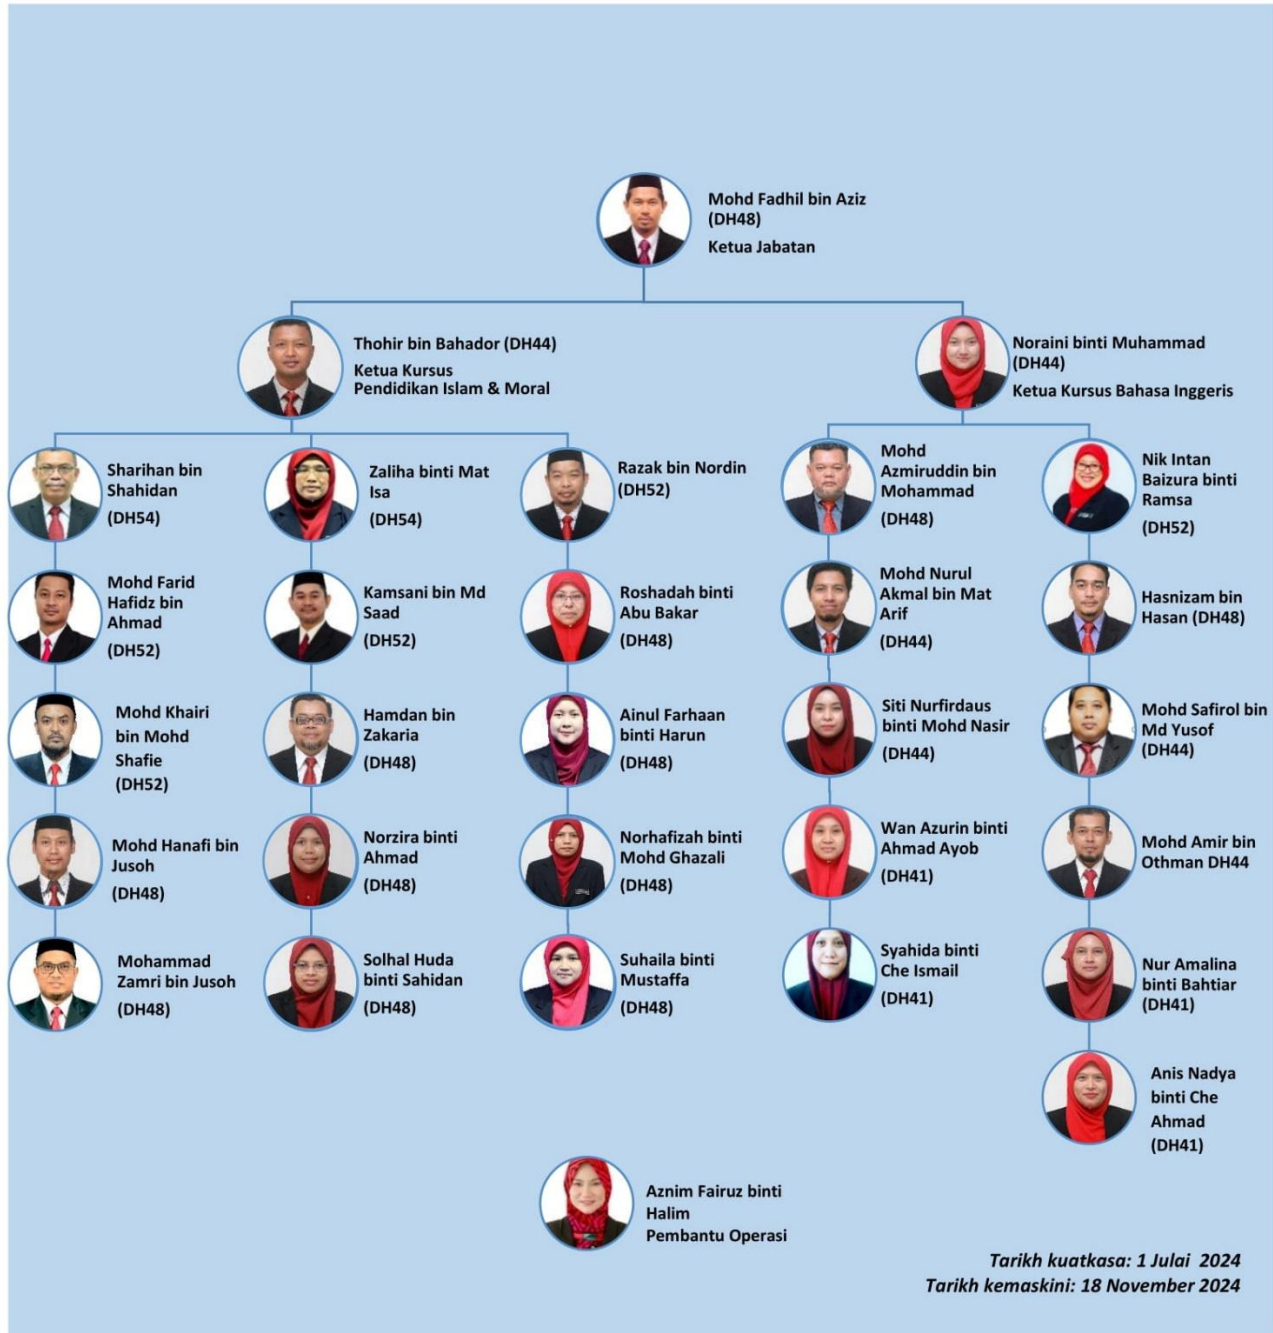 Mohd Fadhil bin Aziz
(DH48)
Ketua Jabatan
Thohir bin Bahador (DH44)
Ketua Kursus
Pendidikan Islam & Moral
Noraini binti Muhammad
(DH44)
Ketua Kursus Bahasa Inggeris
Sharihan bin
Shahidan
(DH54)
Zaliha binti Mat
Isa
(DH54)
Razak bin Nordin
(DH52)
Mohd
Azmiruddin bin
Mohammad
(DH48)
Nik Intan
Baizura binti
Ramsa
(DH52)
Mohd Farid
Hafidz bin
Ahmad
(DH52)
Kamsani bin Md
Saad
(DH52)
Roshadah binti
Abu Bakar
(DH48)
Mohd Nurul
Akmal bin Mat
Arif
(DH44)
Hasnizam bin
Hasan (DH48)
Mohd Khairi
bin Mohd
Shafie
(DH52)
Hamdan bin
Zakaria
(DH48)
Ainul Farhaan
binti Harun
(DH48)
Siti Nurfirdaus
binti Mohd Nasir
(DH44)
Mohd Safirol bin
Md Yusof
(DH44)
Mohd Hanafi bin
Jusoh
(DH48)
Norzira binti
Ahmad
(DH48)
Norhafizah binti
Mohd Ghazali
(DH48)
Wan Azurin binti
Ahmad Ayob
(DH41)
Mohd Amir bin
Othman DH44
Mohammad
Zamri bin Jusoh
(DH48)
Solhal Huda
binti Sahidan
(DH48)
Suhaila binti
Mustaffa
(DH48)
Syahida binti
Che Ismail
(DH41)
Nur Amalina
binti Bahtiar
(DH41)
Anis Nadya
binti Che
Ahmad
(DH41)
Aznim Fairuz binti
Halim
Pembantu Operasi
Tarikh kuatkasa: 1 Julai 2024
Tarikh kemaskini: 18 November 2024